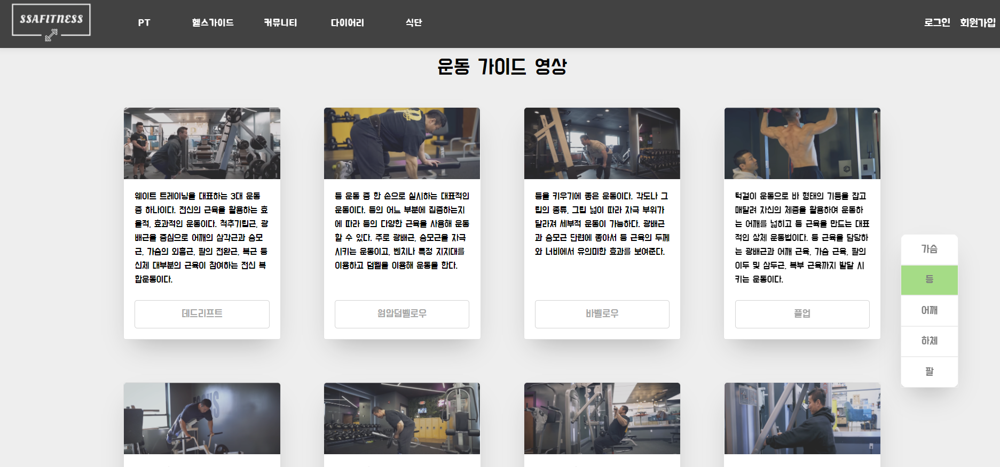 SSAFITNESS
PT
헬스가이드
커뮤니티
다이어리
식단
로그인
회원가입
운동 가이드 영상
웨이트 트레이닝을 대표하는 3대 운동
중 하나이다. 전신의 근육을 활용하는 효
율적, 효과적인 운동이다. 척추기립근, 광
배근을 중심으로 어깨의 삼각근과 승모
근, 가슴의 외흉근, 팔의 전완근, 복근 등
신체 대부분의 근육이 참여하는 전신 복
합운동이다.
데드리프트
등 운동 중 한 손으로 실시하는 대표적인
운동이다. 등의 어느 부분에 집중하는지
에 따라 등의 다양한 근육을 사용해 운동
할 수 있다. 주로 광배근, 승모근을 자극
시키는 운동이고, 벤치나 특정 지지대를
이용하고 덤벨을 이용해 운동을 한다.
원암덤벨로우
등을 키우기에 좋은 운동이다. 각도나 그
립의 종류, 그립 넓이 따라 자극 부위가
달라져 세부적 운동이 가능하다. 광배근
과 승모근 단련에 좋아서 등 근육의 두께
와 너비에서 유의미한 효과를 보여준다.
바벨로우
턱걸이 운동으로 바 형태의 기둥을 잡고
매달려 자신의 체중을 활용하여 운동하
는 어깨를 넓히고 등 근육을 만드는 대표
적인 상체 운동법이다. 등 근육을 담당하
는 광배근과 어깨 근육, 가슴 근육, 팔의
이두 및 삼두근, 복부 근육까지 발달 시
키는 운동이다.
풀업
가슴
등
어깨
하체
팔